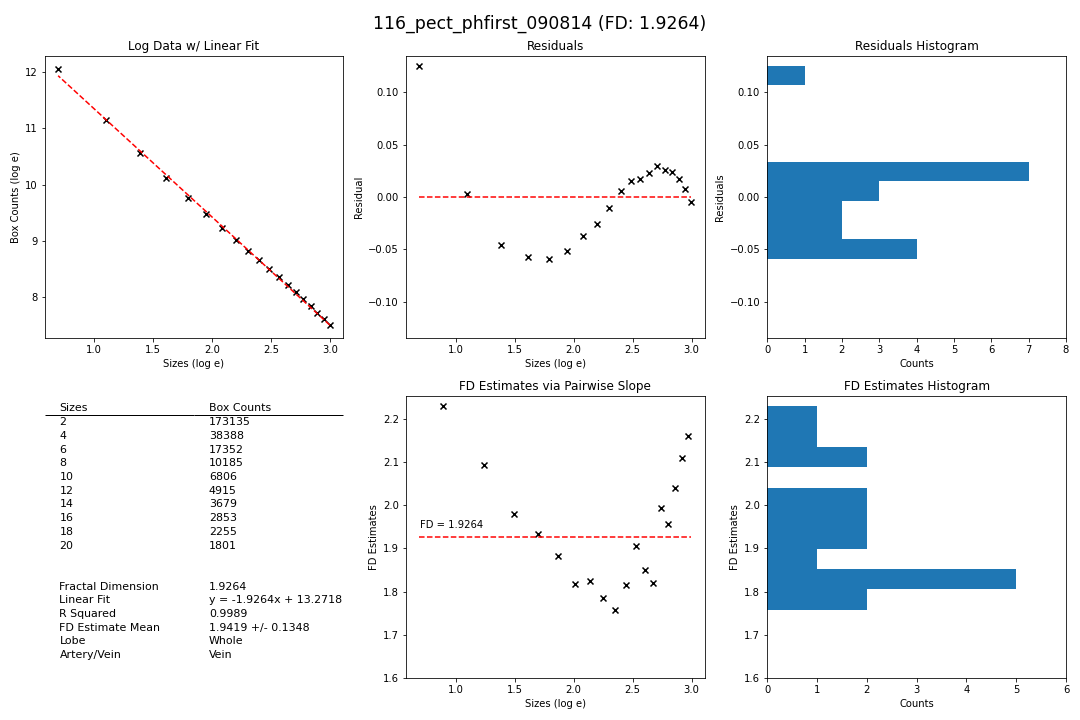 116_pect_phfirst_090814 (FD: 1.9264)
Log Data w/ Linear Fit
Box Counts (log e)
12
11
10
9
8
1.0 1.5 2.0 2.5 3.0
Sizes (log e)
Residuals
Residual
0.10
0.05
0.00
−0.05
−0.10
1.0 1.5 2.0 2.5 3.0
Sizes (log e)
Residuals Histogram
Residuals
0.10
0.05
0.00
−0.05
−0.10
0 1 2 3 4 5 6 7 8
Counts
Sizes Box Counts
2 173135
4 38388
6 17352
8 10185
10 6806
12 4915
14 3679
16 2853
18 2255
20 1801
Fractal Dimension 1.9264
Linear Fit y = -1.9264x + 13.2718
R Squared 0.9989
FD Estimate Mean 1.9419 +/- 0.1348
Lobe Whole
Artery/Vein Vein
FD Estimates via Pairwise Slope
FD Estimates
2.2
2.1
2.0
1.9
1.8
1.7
1.6
FD = 1.9264
1.0 1.5 2.0 2.5 3.0
Sizes (log e)
FD Estimates Histogram
FD Estimates
2.2
2.1
2.0
1.9
1.8
1.7
1.6
0 1 2 3 4 5 6
Counts